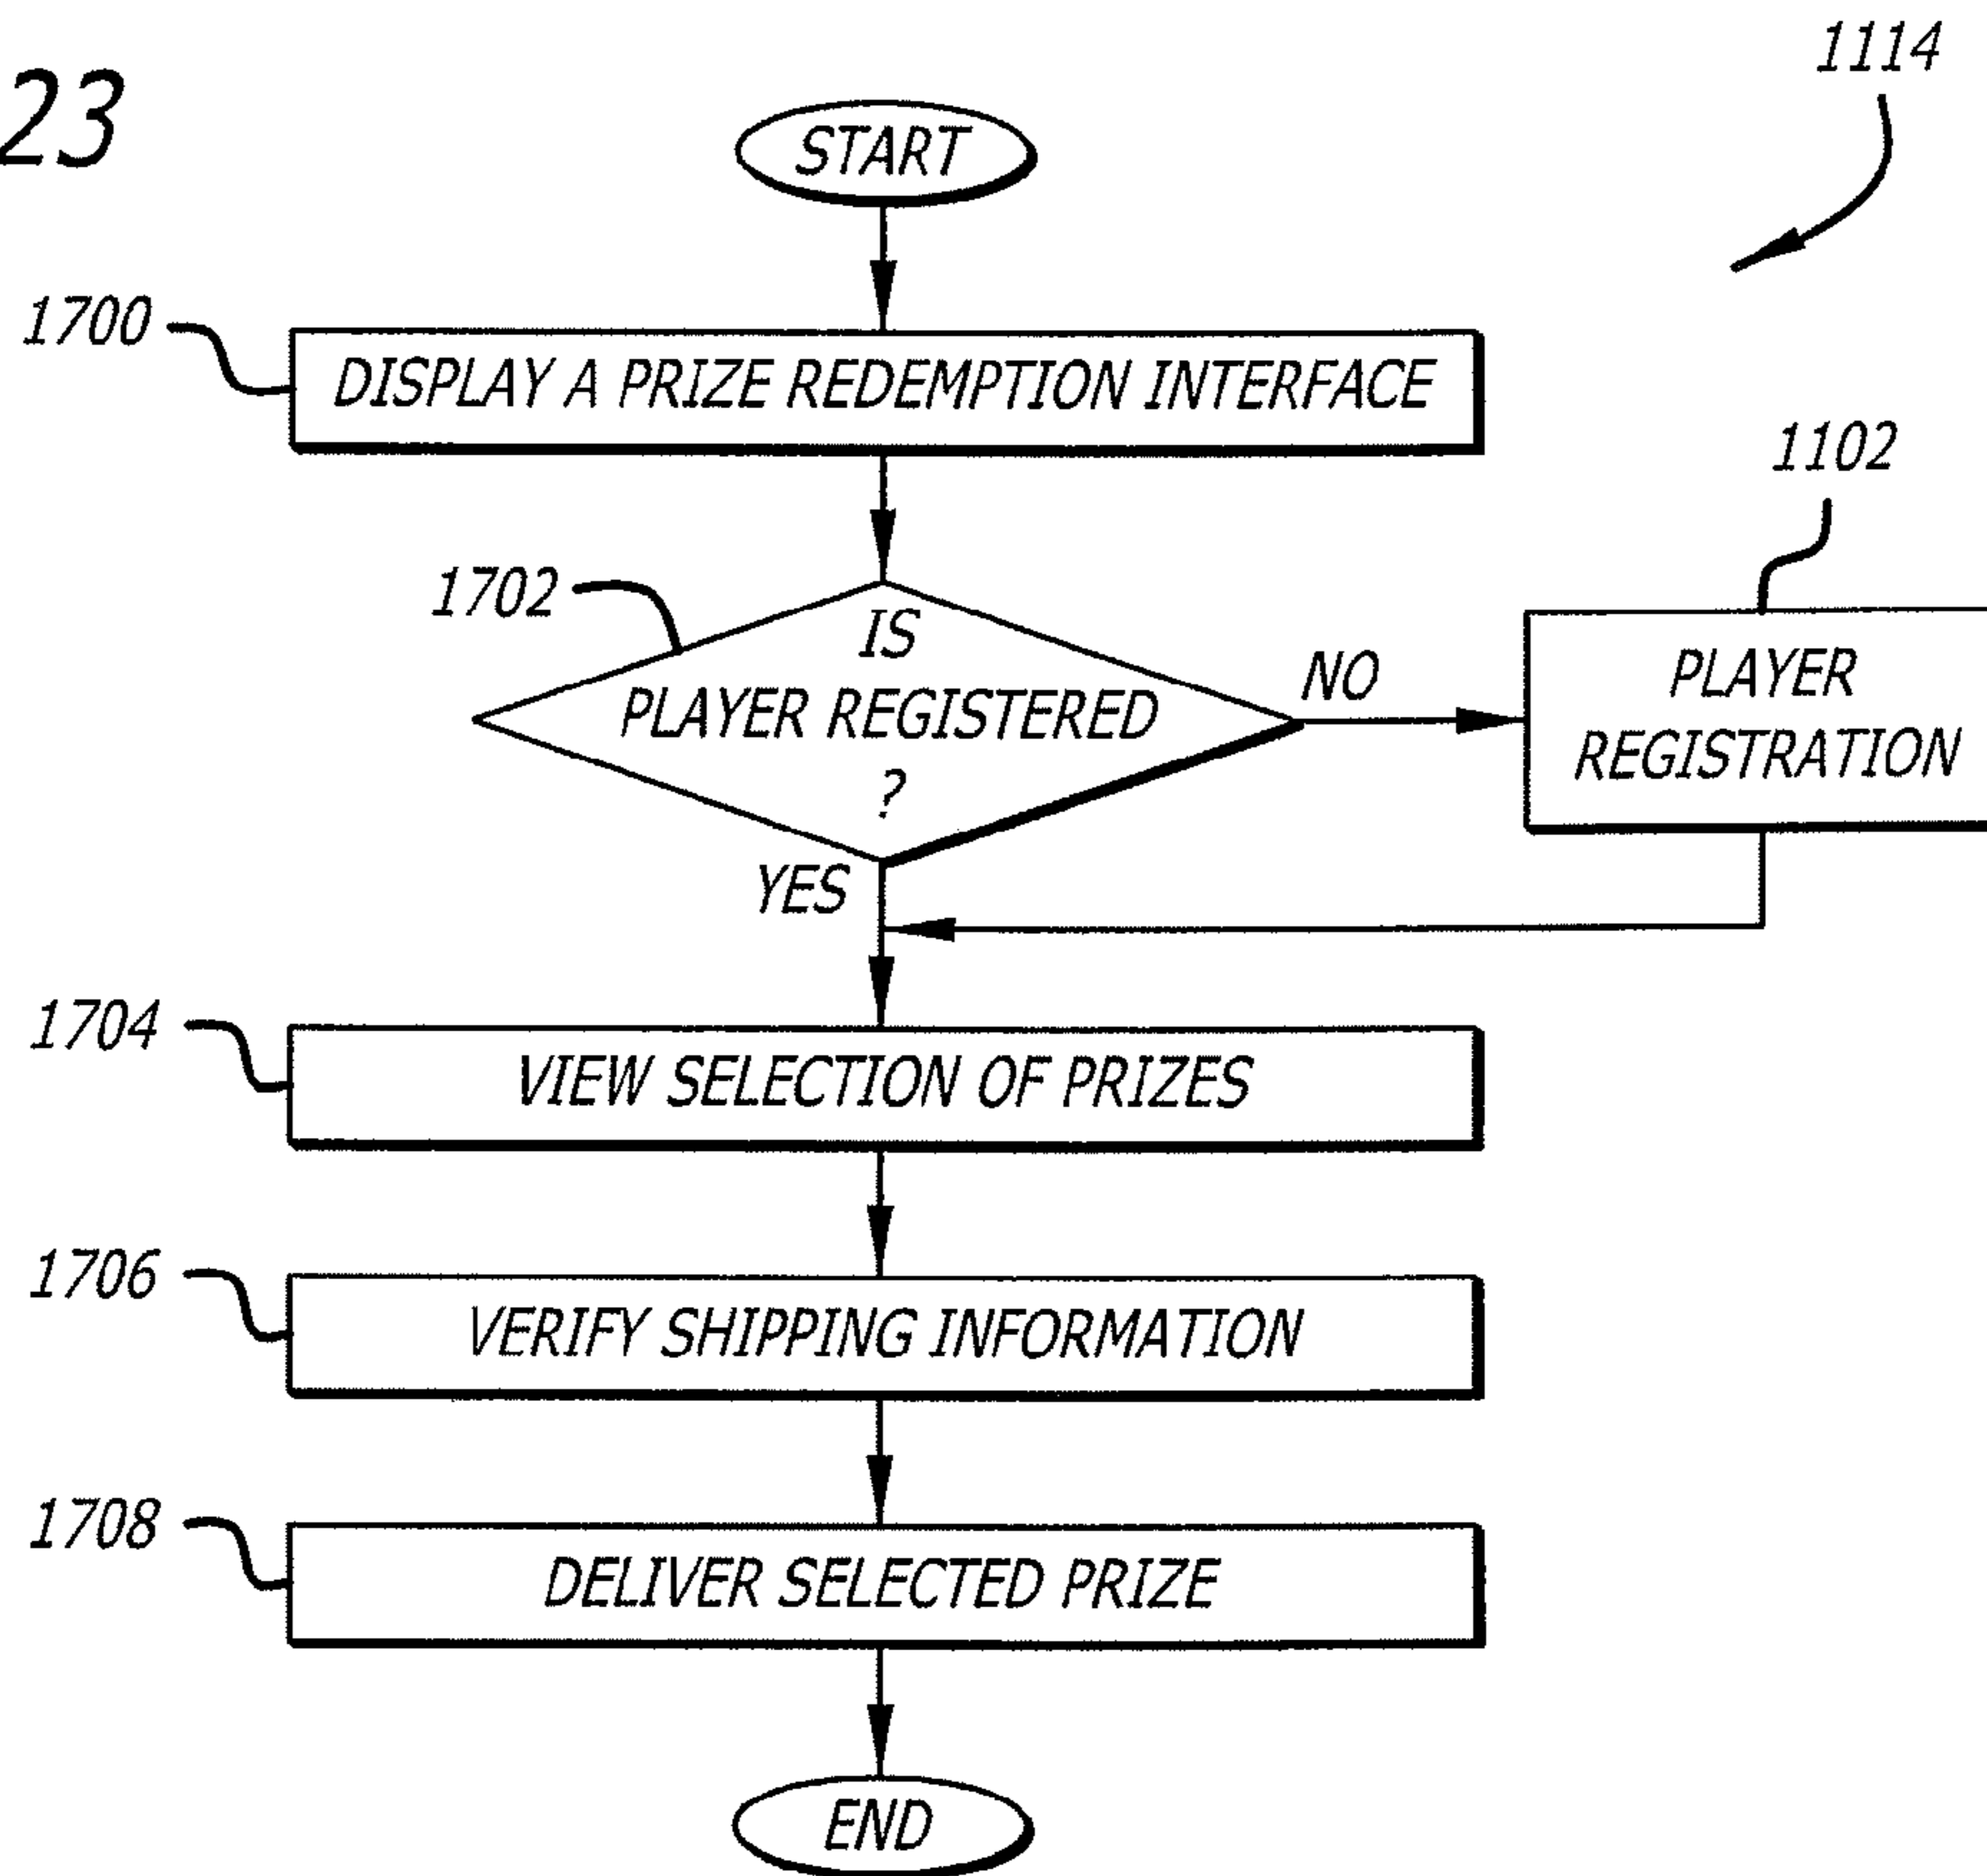 23
1114
START
1700
DISPLAY A PRIZE REDEMPTION INTERFACE
1102
1702
IS
PLAYER REGISTERED
?
NO
PLAYER
REGISTRATION
YES
1704
VIEW SELECTION OF PRIZES
1706
VERIFY SHIPPING INFORMATION
1708
DELIVER SELECTED PRIZE
END